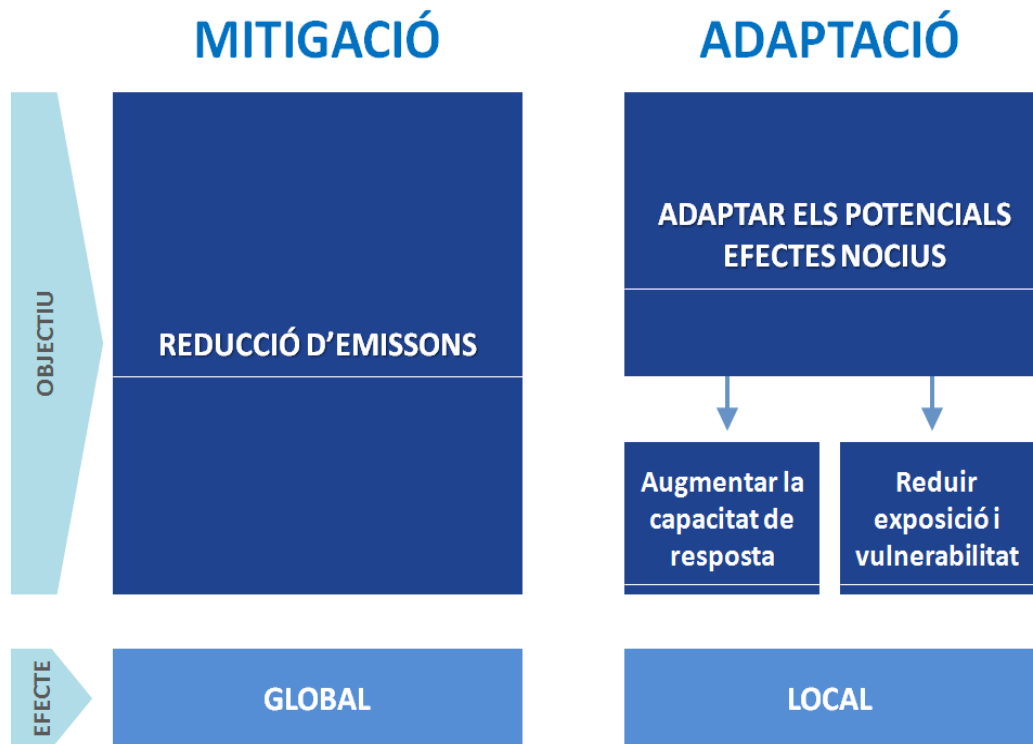 MITIGACIÓ
ADAPTACIÓ
OBJECTIU
REDUCCIÓ D'EMISSONS
ADAPTAR ELS POTENCIALS
EFECTES NOCIUS
Augmentar la
capacitat de
resposta
Reduir
exposició i
vulnerabilitat
EFECTE
GLOBAL
LOCAL